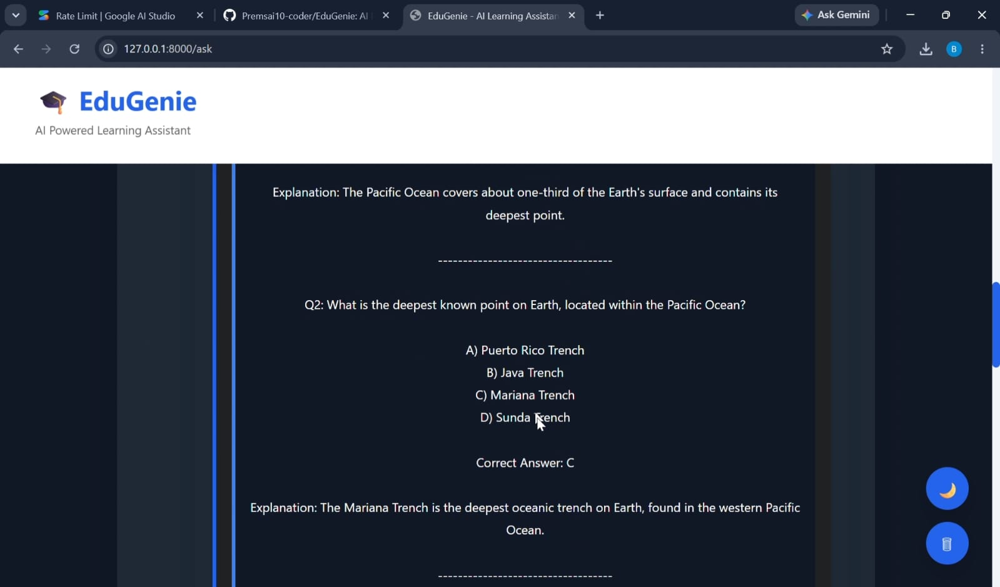 Rate Limit | Google AI Studio
Premsai10-coder/EduGenie: AI
EduGenie - AI Learning Assistan
Ask Gemini
127.0.0.1:8000/ask
B
EduGenie
AI Powered Learning Assistant
Explanation: The Pacific Ocean covers about one-third of the Earth's surface and contains its
deepest point.
-----------------------------------
Q2: What is the deepest known point on Earth, located within the Pacific Ocean?
A) Puerto Rico Trench
B) Java Trench
C) Mariana Trench
D) Sunda Trench
Correct Answer: C
Explanation: The Mariana Trench is the deepest oceanic trench on Earth, found in the western Pacific
Ocean.
-----------------------------------